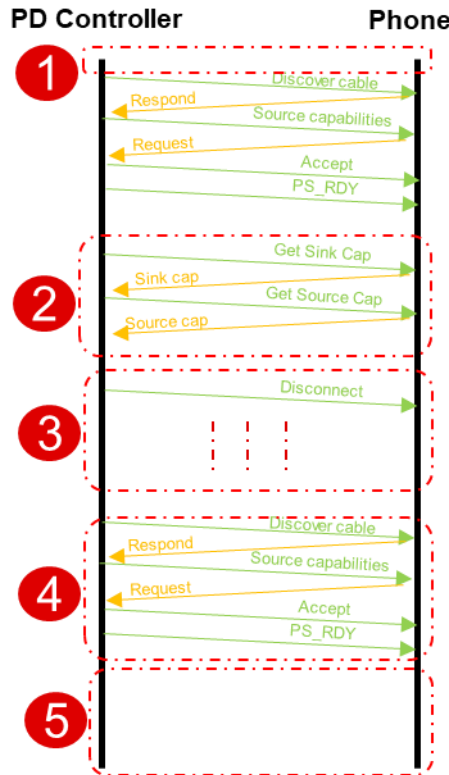 PD Controller
Phone
1
Discover cable
Respond
Source capabilities
Request
Accept
PS_RDY
2
Get Sink Cap
Sink cap
Get Source Cap
Source cap
3
Disconnect
4
Discover cable
Respond
Source capabilities
Request
Accept
PS_RDY
5